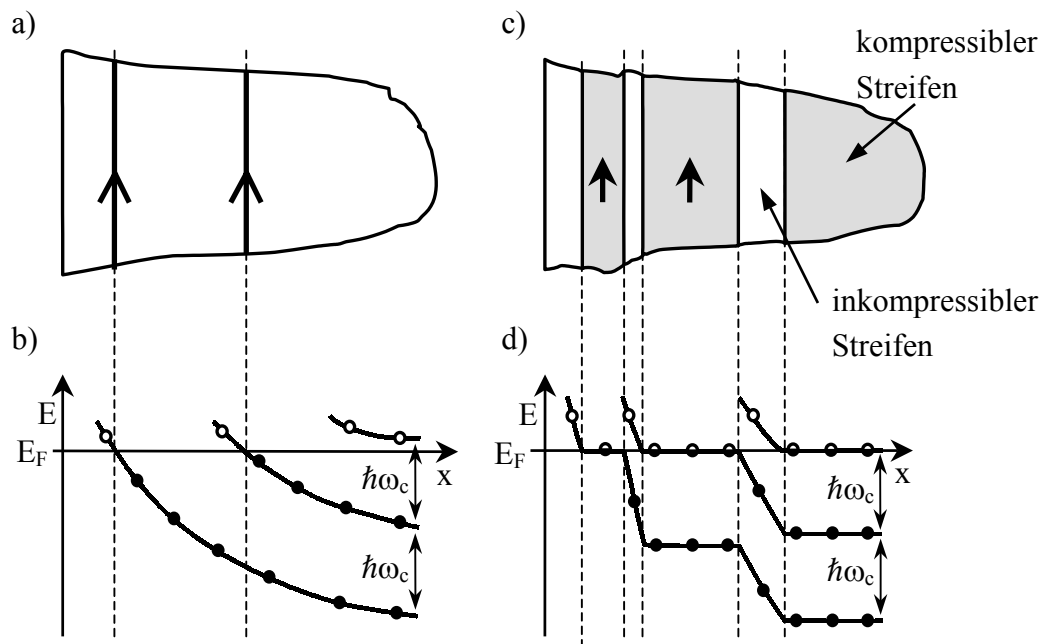 a)
c)
kompressibler
Streifen
inkompressibler
Streifen
b)
E
E_F
x
ħω_c
ħω_c
d)
E
E_F
x
ħω_c
ħω_c